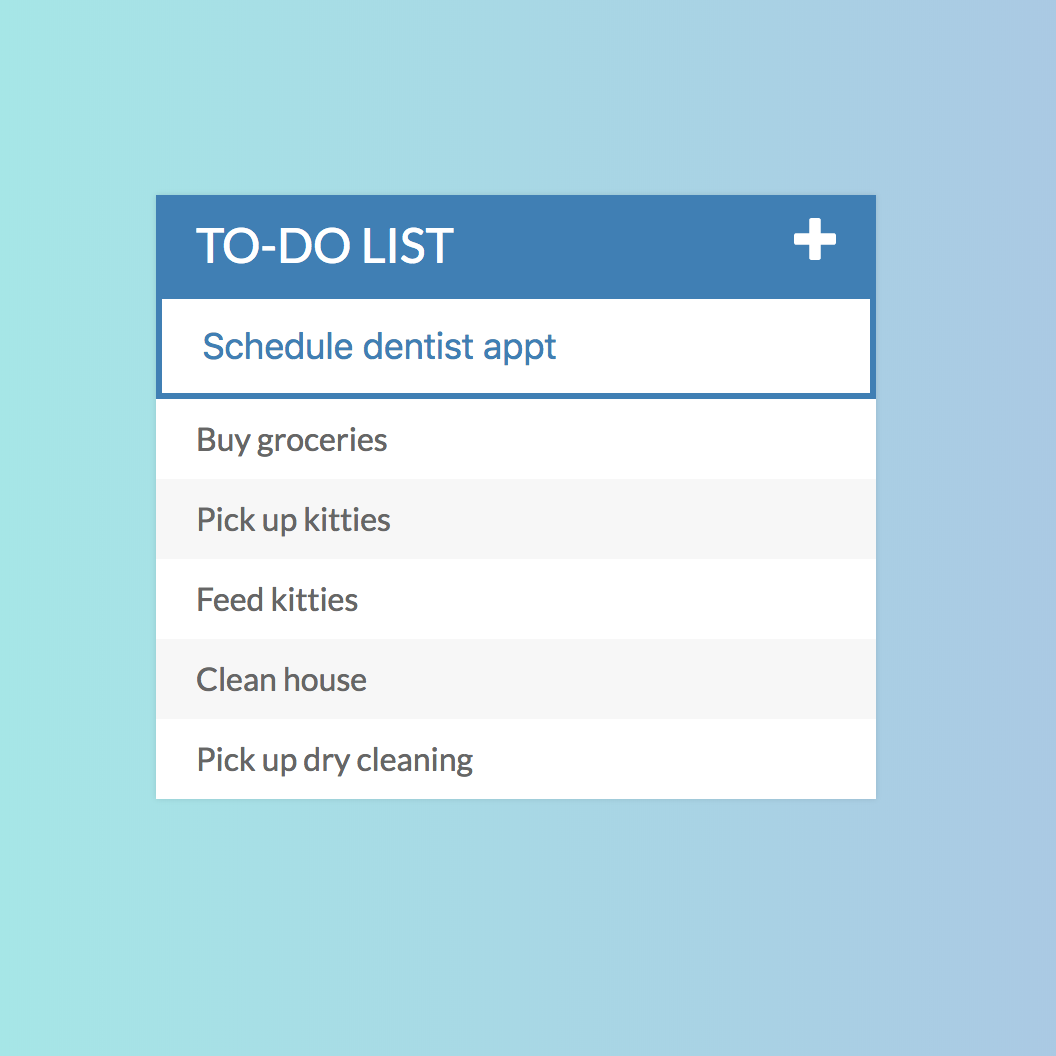 TO-DO LIST
Schedule dentist appt
Buy groceries
Pick up kitties
Feed kitties
Clean house
Pick up dry cleaning